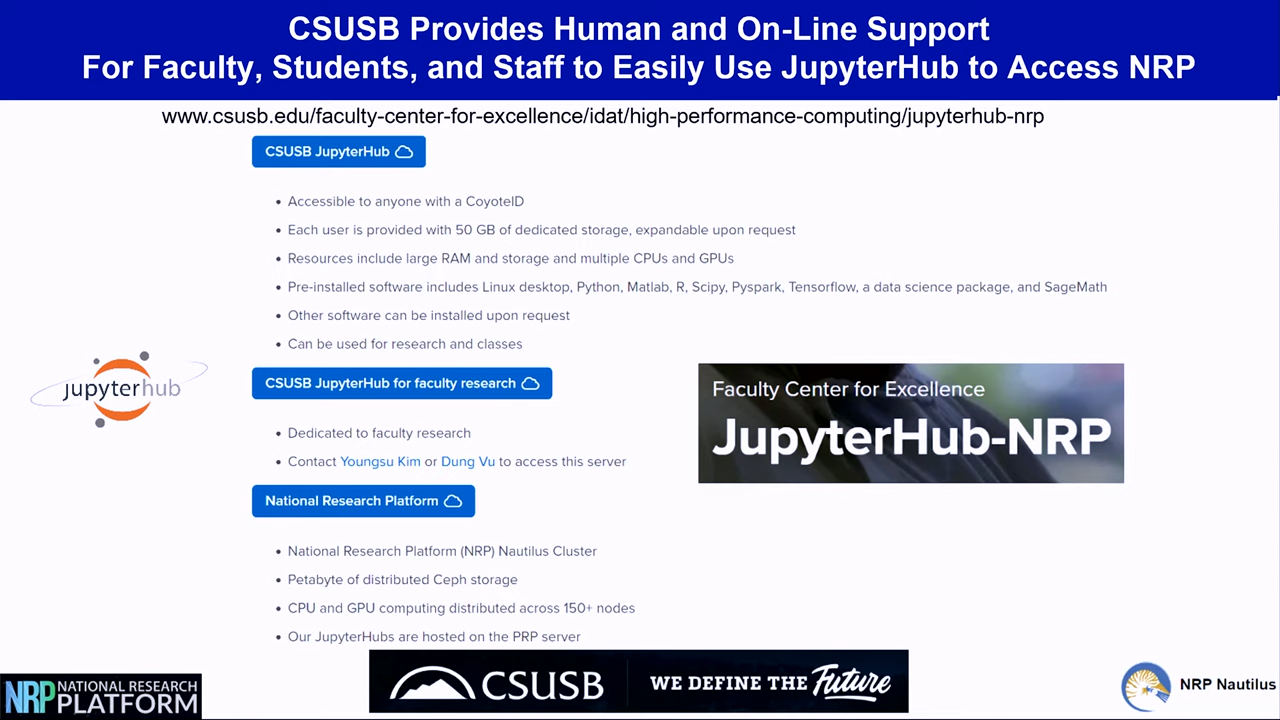 CSUSB Provides Human and On-Line Support
For Faculty, Students, and Staff to Easily Use JupyterHub to Access NRP
www.csusb.edu/faculty-center-for-excellence/idat/high-performance-computing/jupyterhub-nrp
CSUSB JupyterHub
• Accessible to anyone with a CoyoteID
• Each user is provided with 50 GB of dedicated storage, expandable upon request
• Resources include large RAM and storage and multiple CPUs and GPUs
• Pre-installed software includes Linux desktop, Python, Matlab, R, Scipy, Pyspark, Tensorflow, a data science package, and SageMath
• Other software can be installed upon request
• Can be used for research and classes
jupyterhub
CSUSB JupyterHub for faculty research
• Dedicated to faculty research
• Contact Youngsu Kim or Dung Vu to access this server
Faculty Center for Excellence
JupyterHub-NRP
National Research Platform
• National Research Platform (NRP) Nautilus Cluster
• Petabyte of distributed Ceph storage
• CPU and GPU computing distributed across 150+ nodes
• Our JupyterHubs are hosted on the PRP server
NRP NATIONAL RESEARCH
PLATFORM
CSUSB WE DEFINE THE Future
NRP Nautilus